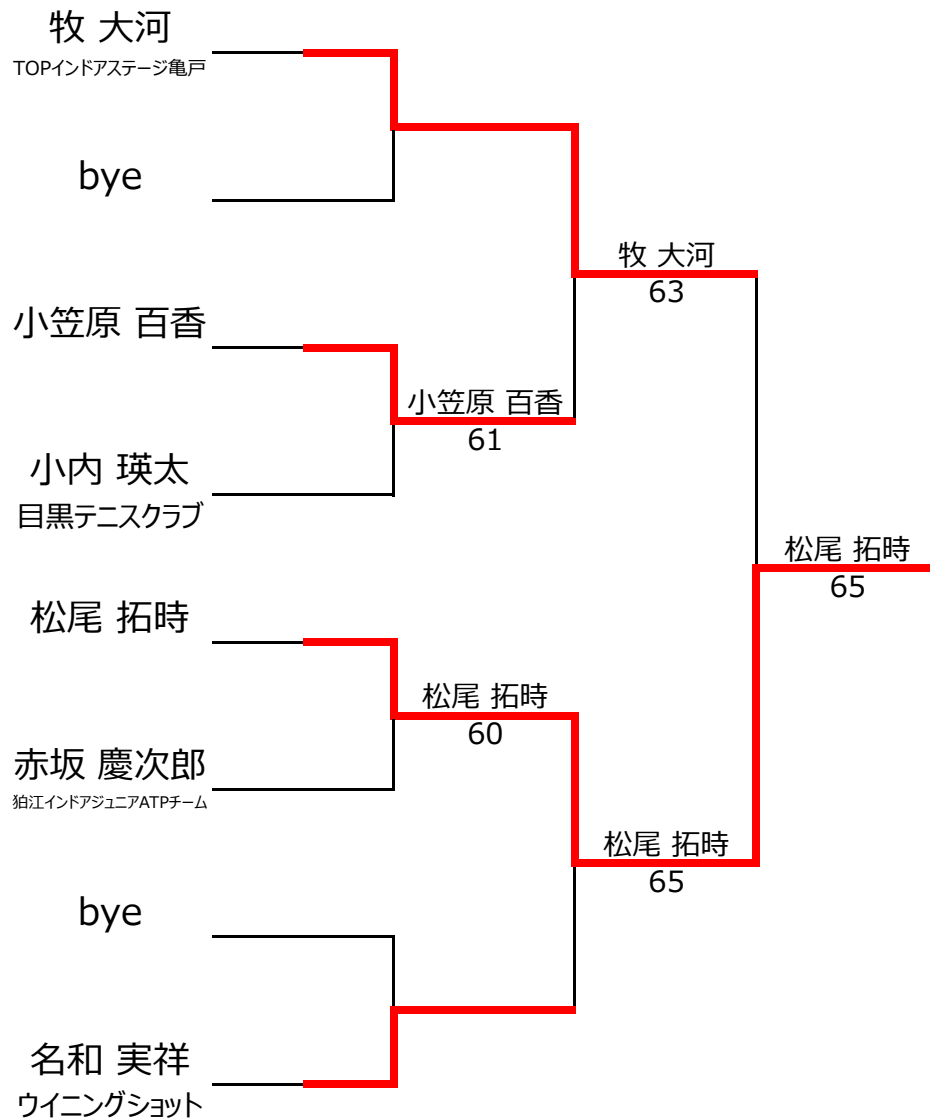 牧 大河
TOPインドアステージ亀戸
bye
牧 大河
63
小笠原 百香
小笠原 百香
61
小内 瑛太
目黒テニスクラブ
松尾 拓時
65
松尾 拓時
松尾 拓時
60
赤坂 慶次郎
狛江インドアジュニアATPチーム
松尾 拓時
65
bye
名和 実祥
ウイニングショット